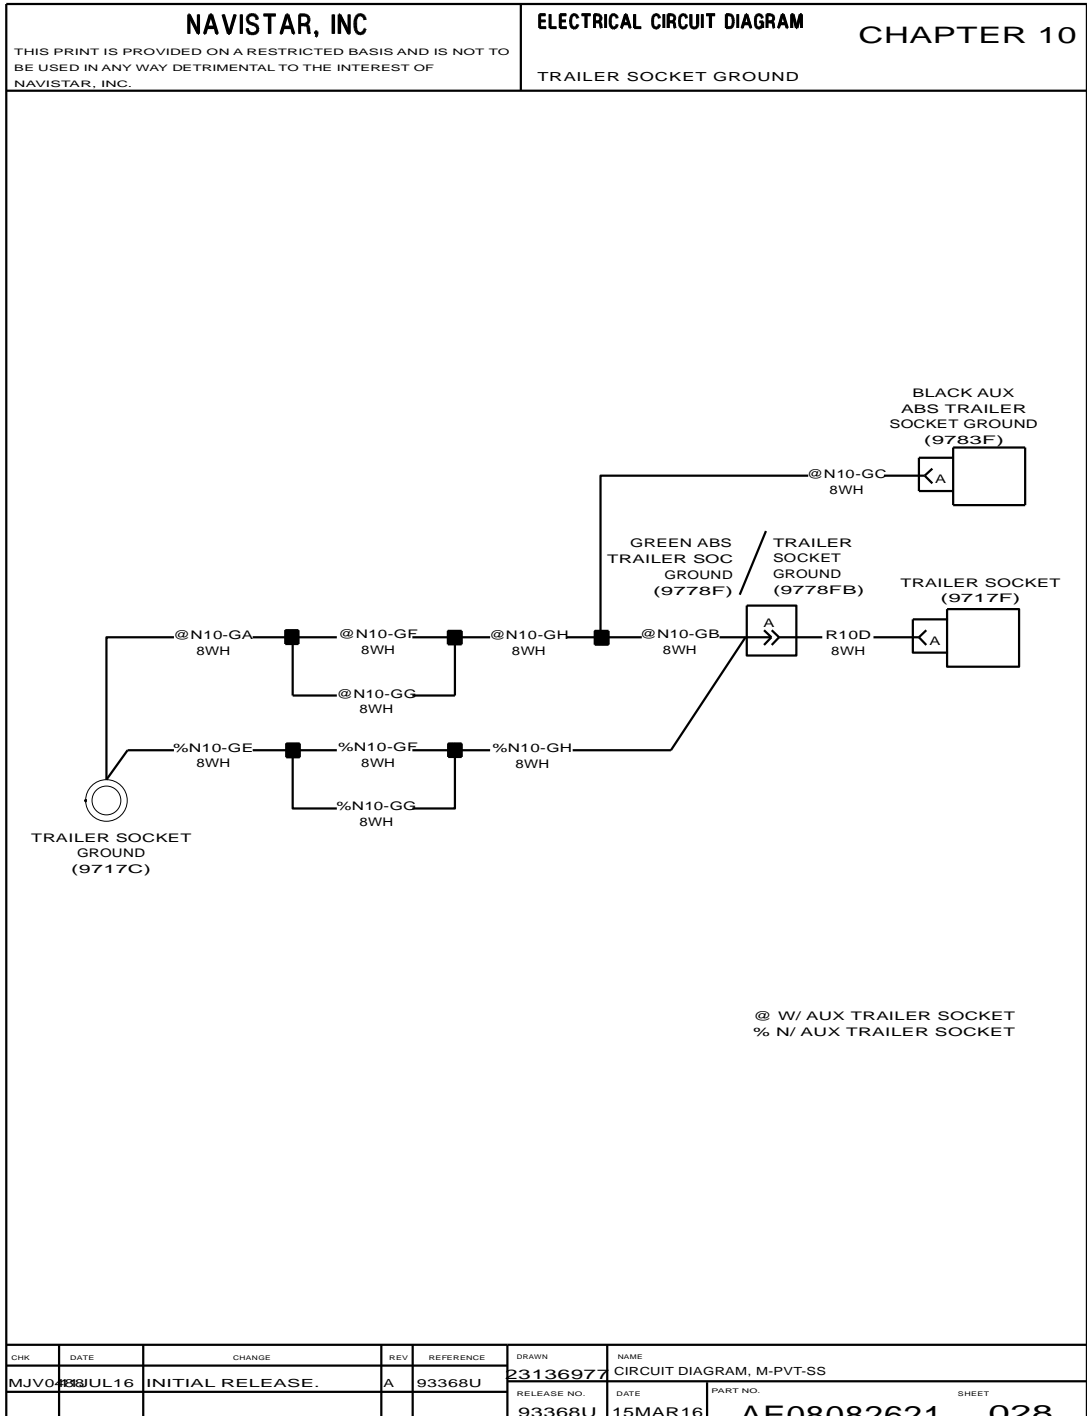 NAVISTAR, INC
THIS PRINT IS PROVIDED ON A RESTRICTED BASIS AND IS NOT TO
BE USED IN ANY WAY DETRIMENTAL TO THE INTEREST OF
NAVISTAR, INC.
ELECTRICAL CIRCUIT DIAGRAM
CHAPTER 10
TRAILER SOCKET GROUND
BLACK AUX
ABS TRAILER
SOCKET GROUND
(9783F)
@N10-GC
8WH
A
GREEN ABS
TRAILER SOC
GROUND
(9778F)
TRAILER
SOCKET
GROUND
(9778FB)
TRAILER SOCKET
(9717F)
@N10-GA
8WH
@N10-GF
8WH
@N10-GH
8WH
@N10-GB
8WH
A
R10D
8WH
A
@N10-GG
8WH
%N10-GE
8WH
%N10-GF
8WH
%N10-GH
8WH
%N10-GG
8WH
TRAILER SOCKET
GROUND
(9717C)
@ W/ AUX TRAILER SOCKET
% N/ AUX TRAILER SOCKET
CHK DATE CHANGE REV REFERENCE
JUL16 INITIAL RELEASE. A 93368U
DRAWN
23136977
NAME
CIRCUIT DIAGRAM, M-PVT-SS
RELEASE NO.
93368U
DATE
15MAR16
PART NO.
AE08082621
SHEET
028